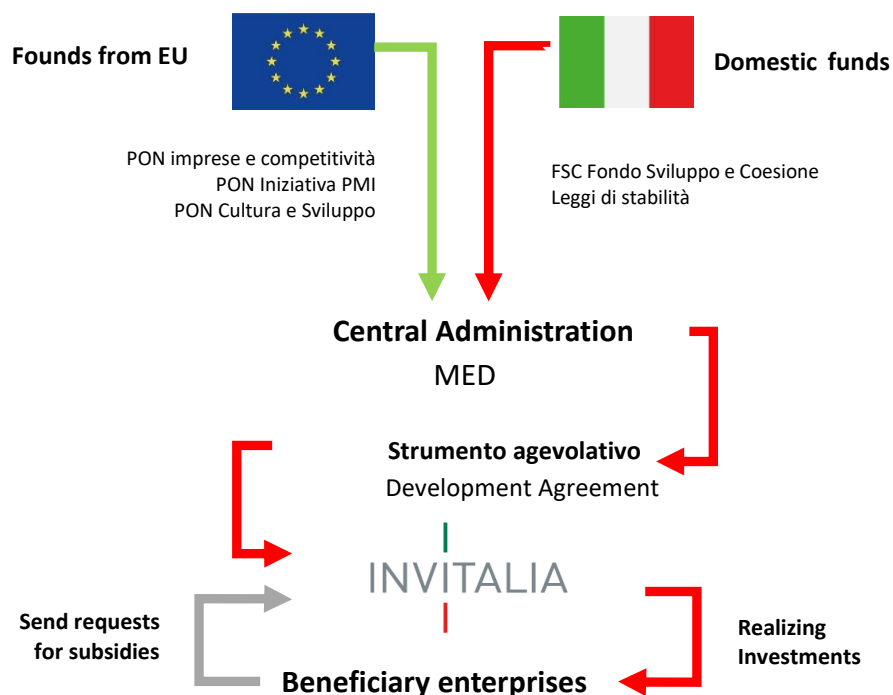 Founds from EU
Domestic funds
PON imprese e competitività
PON Iniziativa PMI
PON Cultura e Sviluppo
FSC Fondo Sviluppo e Coesione
Leggi di stabilità
Central Administration
MED
Strumento agevolativo
Development Agreement
INVITALIA
Send requests
for subsidies
Realizing
Investments
Beneficiary enterprises